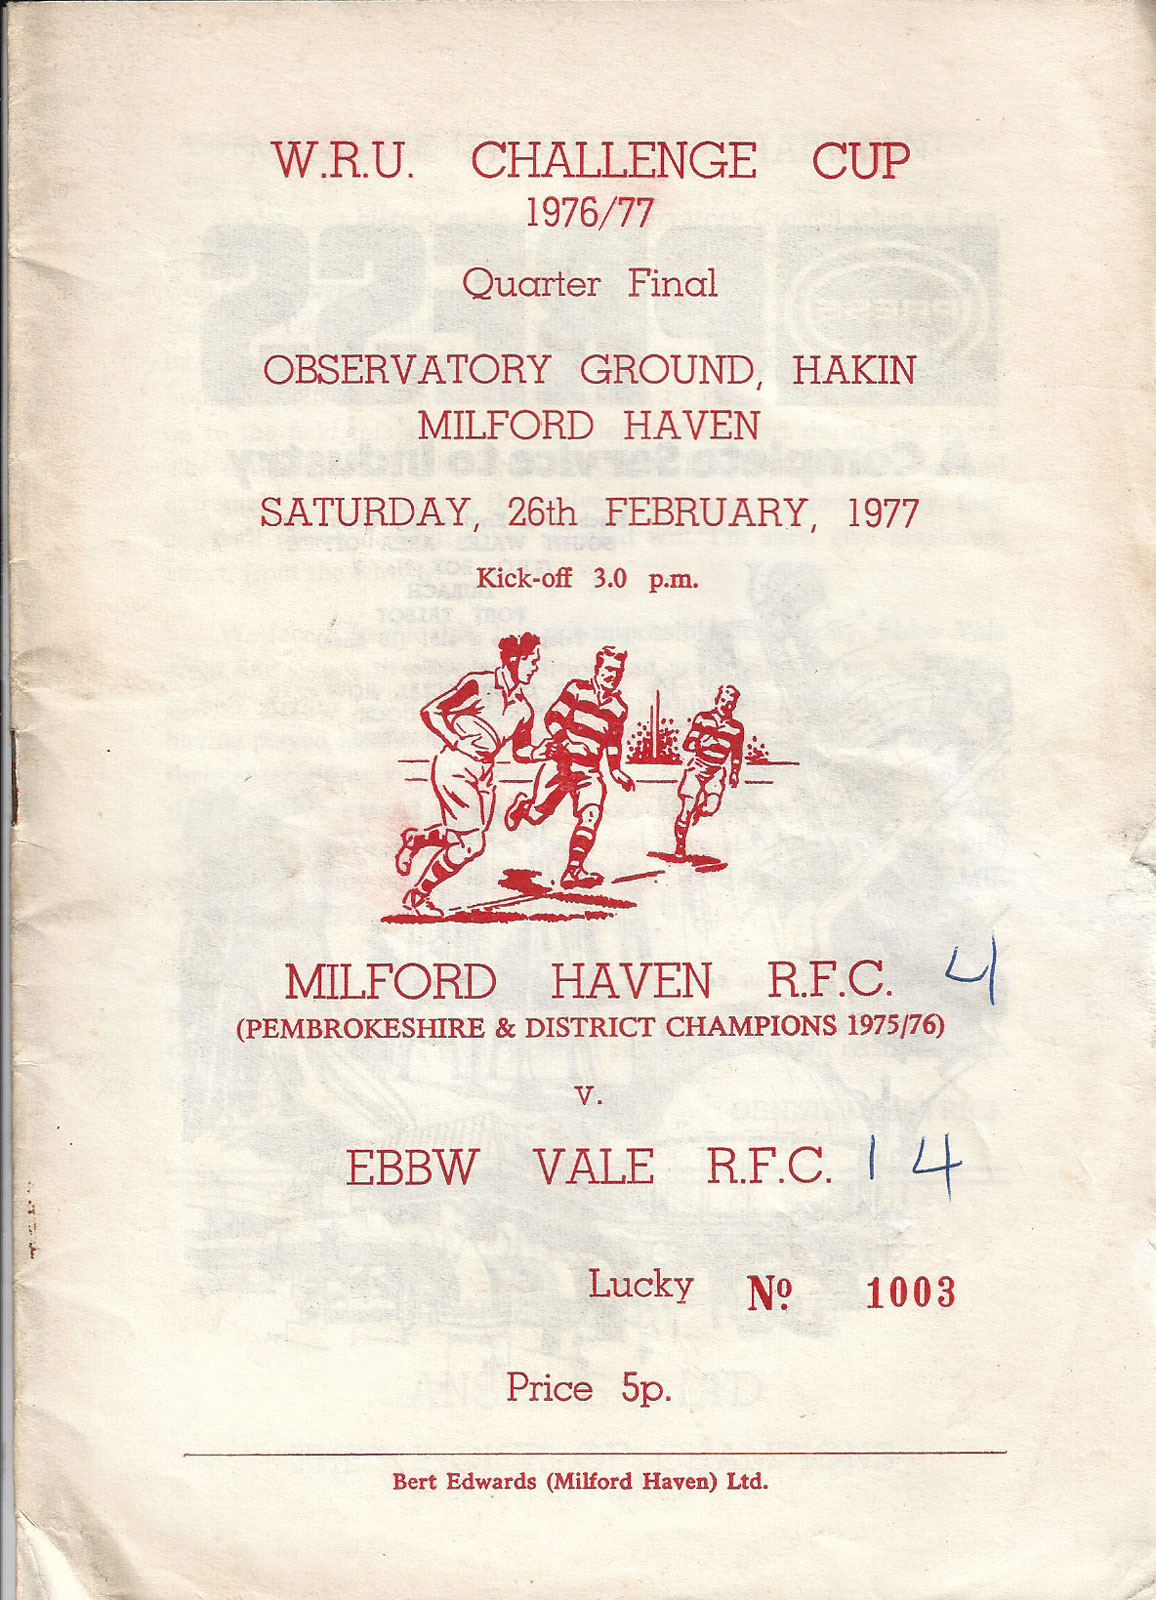 W.R.U. CHALLENGE CUP
1976/77
Quarter Final
OBSERVATORY GROUND, HAKIN
MILFORD HAVEN
SATURDAY, 26th FEBRUARY, 1977
Kick-off 3.0 p.m.
MILFORD HAVEN R.F.C. 4
(PEMBROKESHIRE & DISTRICT CHAMPIONS 1975/76)
v.
EBBW VALE R.F.C. 14
Lucky Nº 1003
Price 5p.
Bert Edwards (Milford Haven) Ltd.